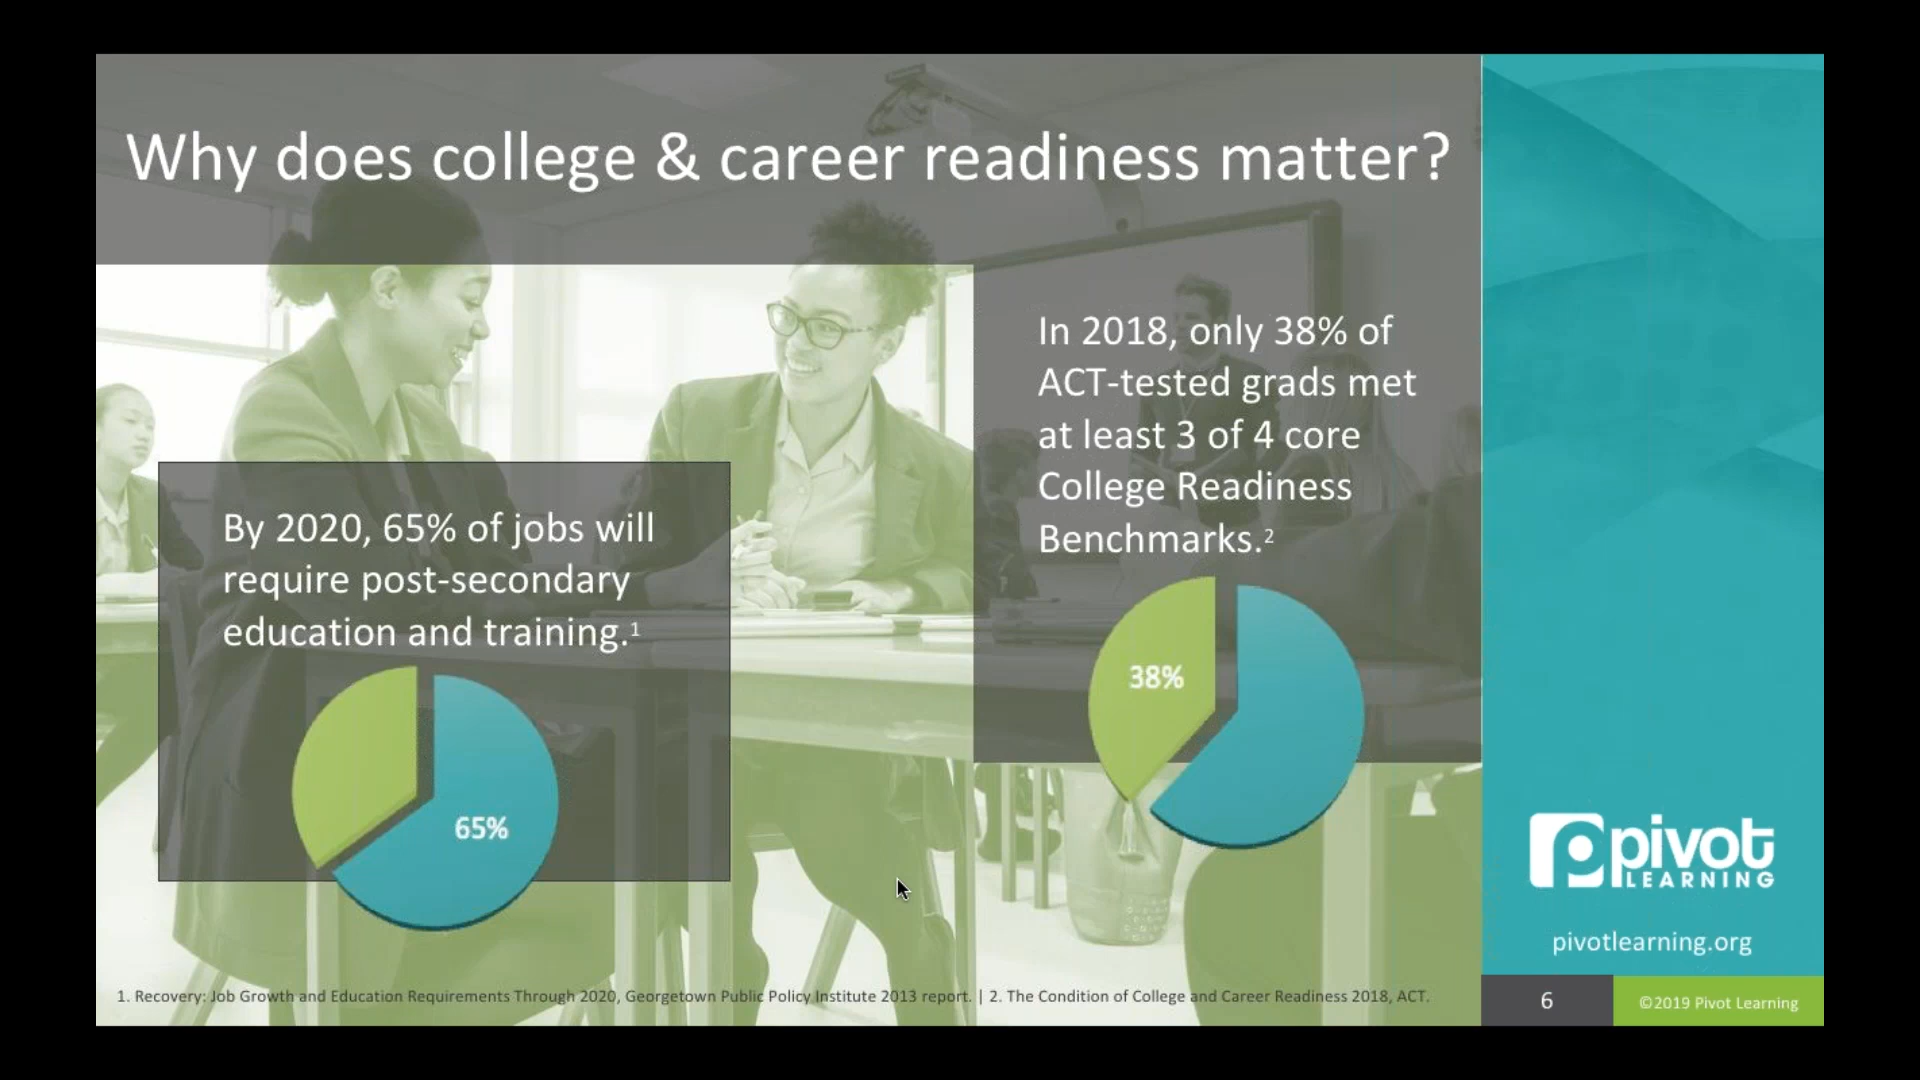 Why does college & career readiness matter?
In 2018, only 38% of
ACT-tested grads met
at least 3 of 4 core
College Readiness
Benchmarks.2
38%
By 2020, 65% of jobs will
require post-secondary
education and training.1
65%
pivot
LEARNING
pivotlearning.org
1. Recovery: Job Growth and Education Requirements Through 2020, Georgetown Public Policy Institute 2013 report. | 2. The Condition of College and Career Readiness 2018, ACT.
6
©2019 Pivot Learning